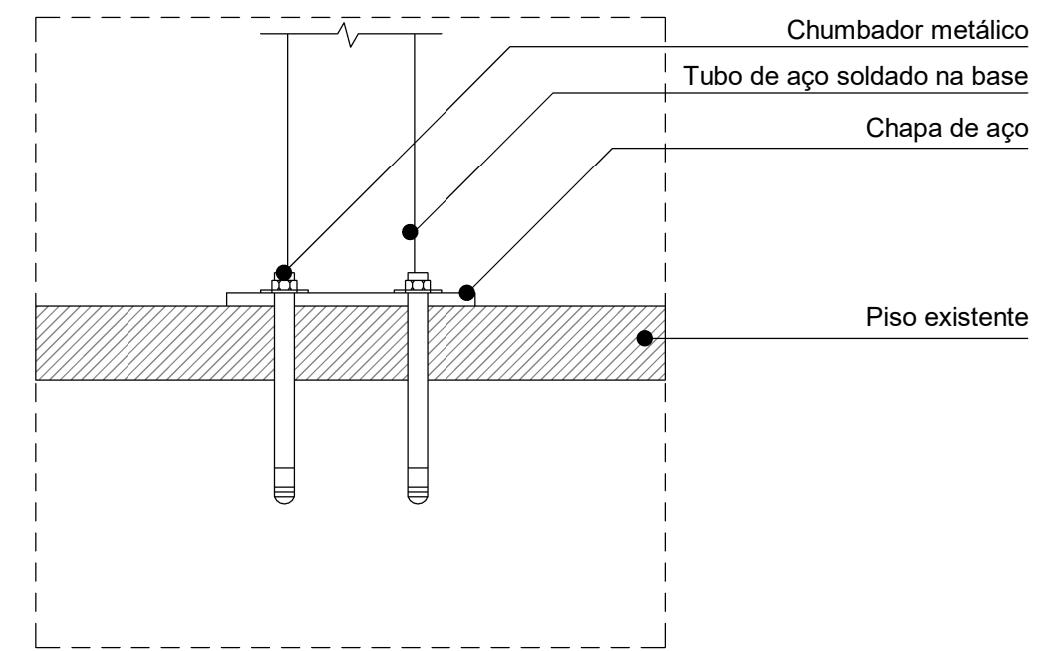 Chumbador metálico
Tubo de aço soldado na base
Chapa de aço
Piso existente